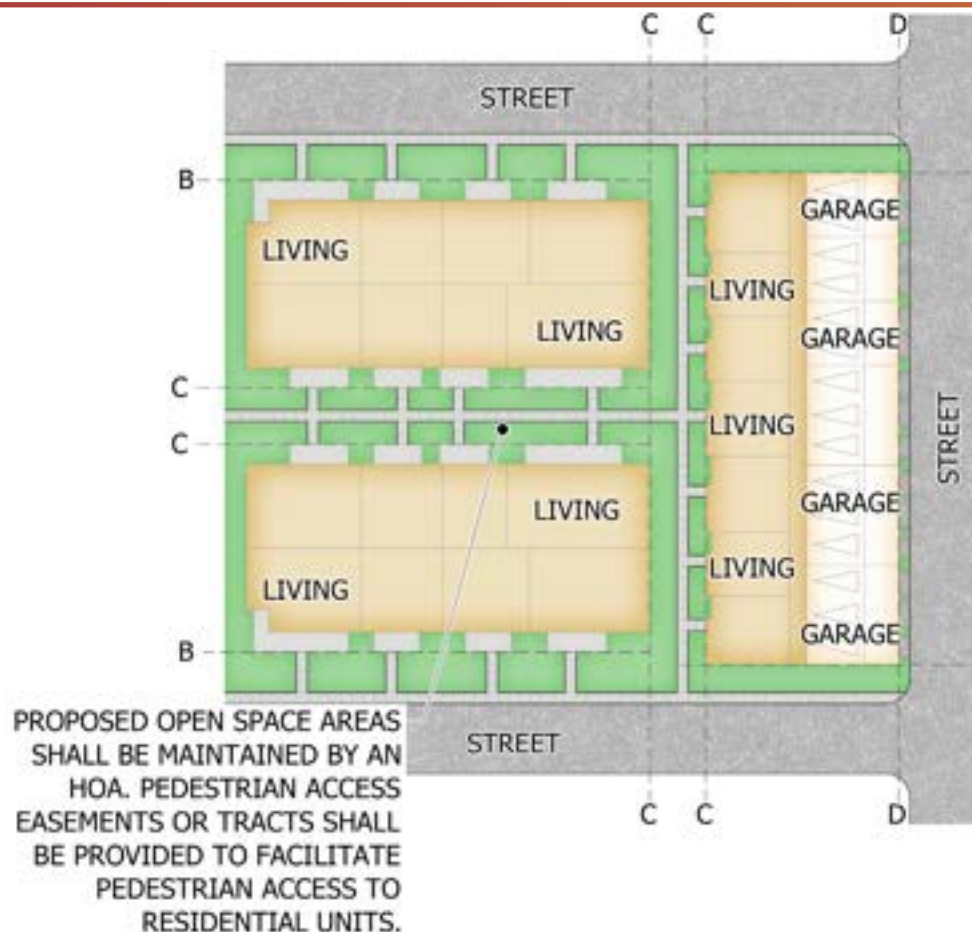 C C D
STREET
B
GARAGE
LIVING
LIVING
LIVING
GARAGE
C
LIVING
STREET
C
LIVING
GARAGE
LIVING
LIVING
GARAGE
B
PROPOSED OPEN SPACE AREAS
SHALL BE MAINTAINED BY AN
HOA. PEDESTRIAN ACCESS
EASEMENTS OR TRACTS SHALL
BE PROVIDED TO FACILITATE
PEDESTRIAN ACCESS TO
RESIDENTIAL UNITS.
STREET
C C D